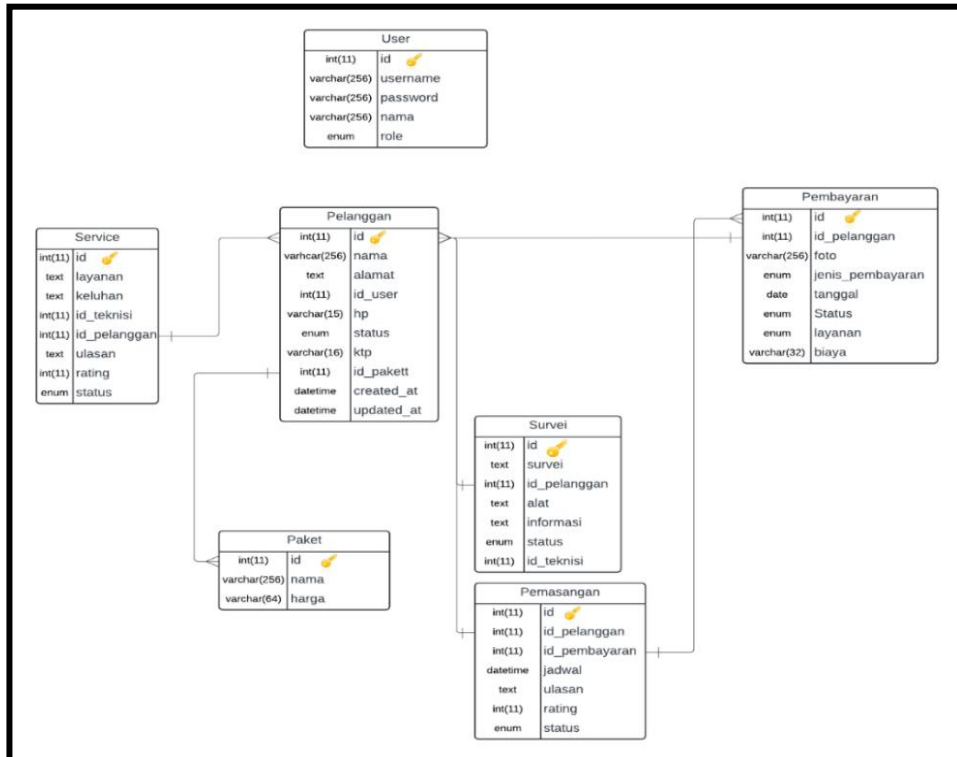 User
int(11) id
varchar(256) username
varchar(256) password
varchar(256) nama
enum role
Service
int(11) id
text layanan
text keluhan
int(11) id_teknisi
int(11) id_pelanggan
text ulasan
int(11) rating
enum status
Pelanggan
int(11) id
varhcar(256) nama
text alamat
int(11) id_user
varchar(15) hp
enum status
varchar(16) ktp
int(11) id_pakett
datetime created_at
datetime updated_at
Pembayaran
int(11) id
int(11) id_pelanggan
varchar(256) foto
enum jenis_pembayaran
date tanggal
enum Status
enum layanan
varchar(32) biaya
Survei
int(11) id
text survei
int(11) id_pelanggan
text alat
text informasi
enum status
int(11) id_teknisi
Paket
int(11) id
varchar(256) nama
varchar(64) harga
Pemasangan
int(11) id
int(11) id_pelanggan
int(11) id_pembayaran
datetime jadwal
text ulasan
int(11) rating
enum status